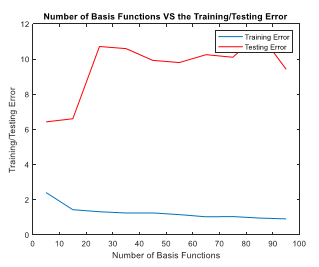 Number of Basis Functions VS the Training/Testing Error
12
10
8
6
4
2
0
Training/Testing Error
Training Error
Testing Error
0 10 20 30 40 50 60 70 80 90 100
Number of Basis Functions